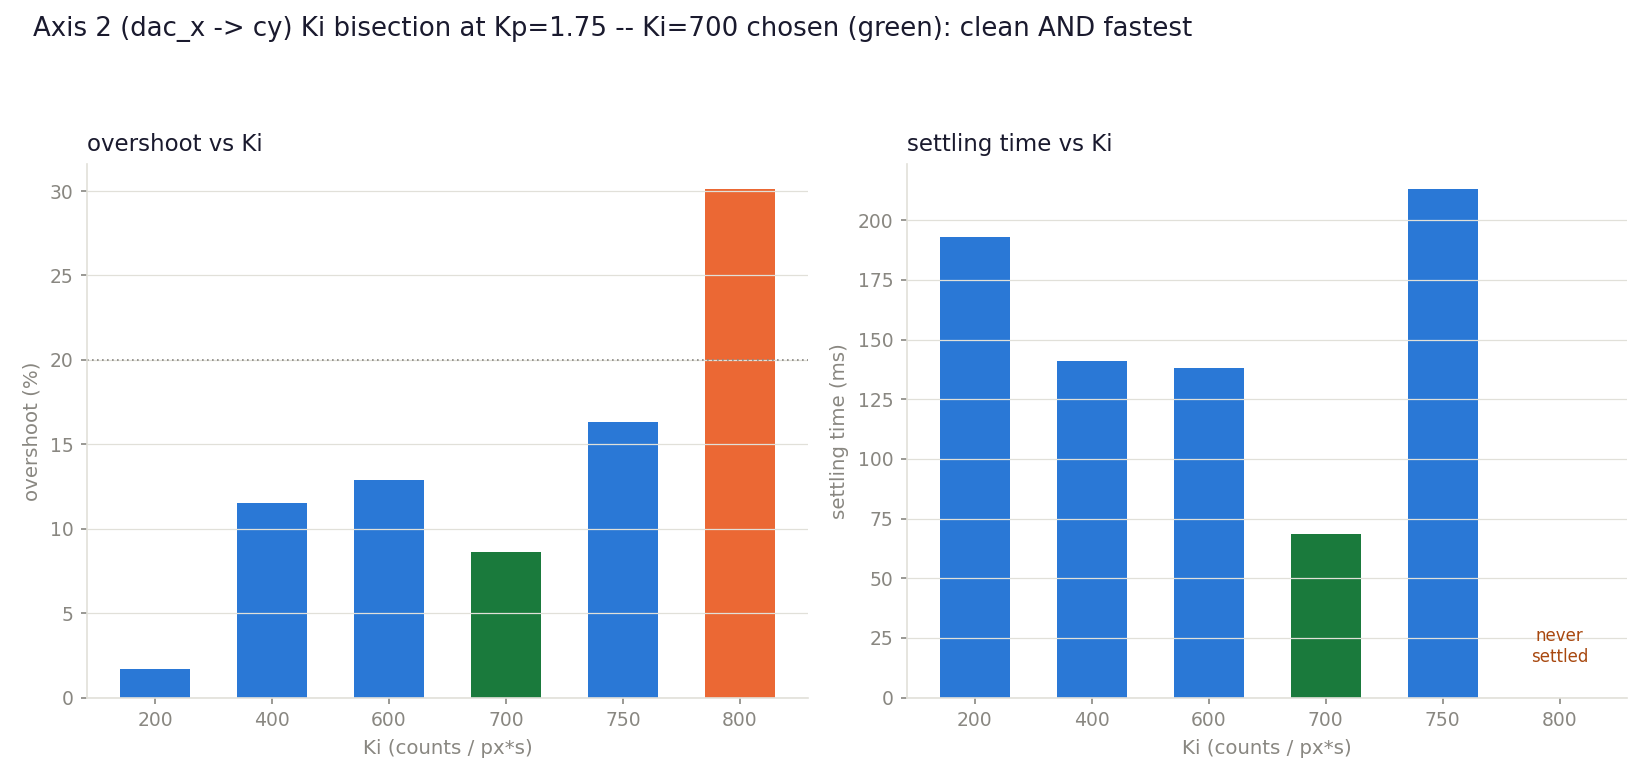 Axis 2 (dac_x -> cy) Ki bisection at Kp=1.75 -- Ki=700 chosen (green): clean AND fastest
overshoot vs Ki
overshoot (%)
30
25
20
15
10
5
0
200 400 600 700 750 800
Ki (counts / px*s)
settling time vs Ki
settling time (ms)
200
175
150
125
100
75
50
25
0
never
settled
200 400 600 700 750 800
Ki (counts / px*s)